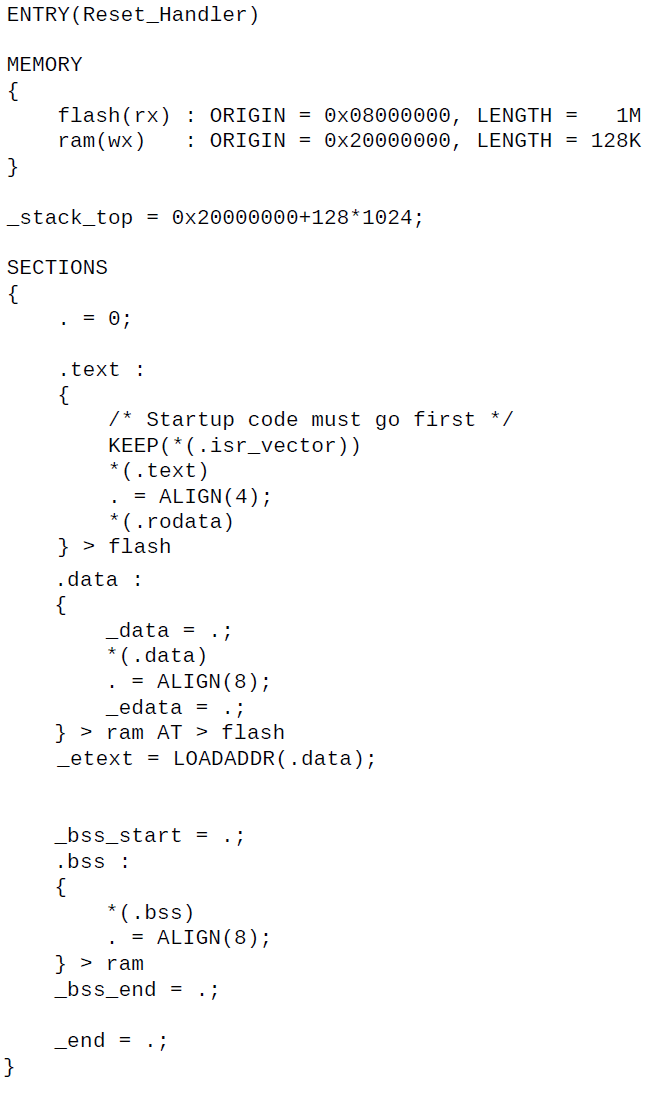 ENTRY(Reset_Handler)

MEMORY
{
    flash(rx) : ORIGIN = 0x08000000, LENGTH =   1M
    ram(wx)   : ORIGIN = 0x20000000, LENGTH = 128K
}

_stack_top = 0x20000000+128*1024;

SECTIONS
{
    . = 0;

    .text :
    {
        /* Startup code must go first */
        KEEP(*(.isr_vector))
        *(.text)
        . = ALIGN(4);
        *(.rodata)
    } > flash
    .data :
    {
        _data = .;
        *(.data)
        . = ALIGN(8);
        _edata = .;
    } > ram AT > flash
    _etext = LOADADDR(.data);


    _bss_start = .;
    .bss :
    {
        *(.bss)
        . = ALIGN(8);
    } > ram
    _bss_end = .;

    _end = .;
}